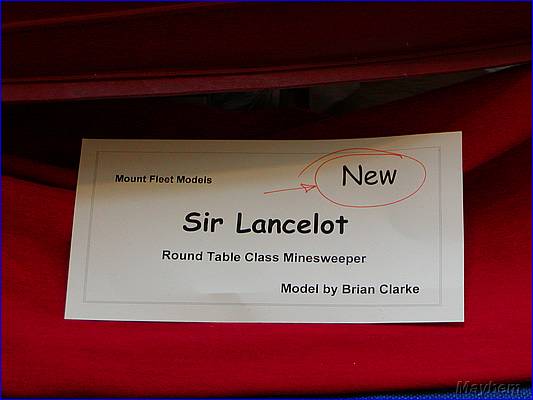 Mount Fleet Models
New
Sir Lancelot
Round Table Class Minesweeper
Model by Brian Clarke
Mayhem